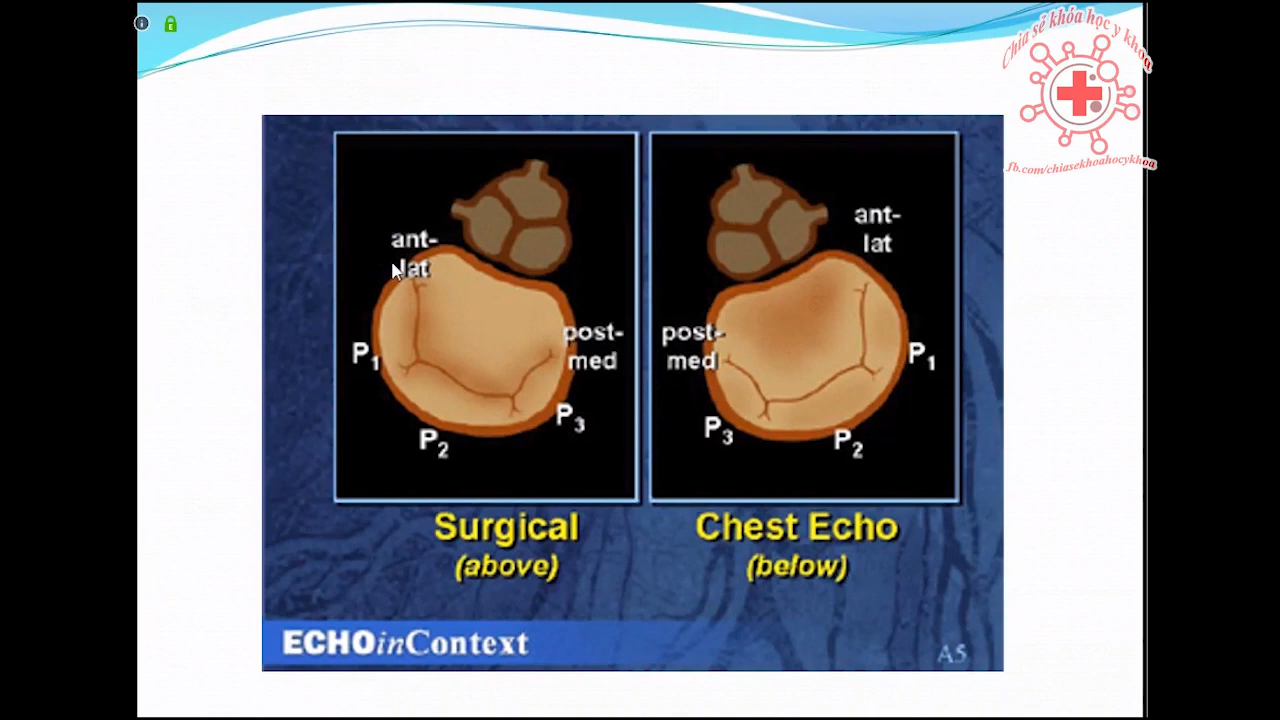 Chia sẻ khóa học y khoa
fb.com/chiasekhoahocykhoa
ant-
lat
P1
P2
P3
post-
med
Surgical
(above)
ant-
lat
post-
med
P1
P2
P3
Chest Echo
(below)
ECHOinContext
A5